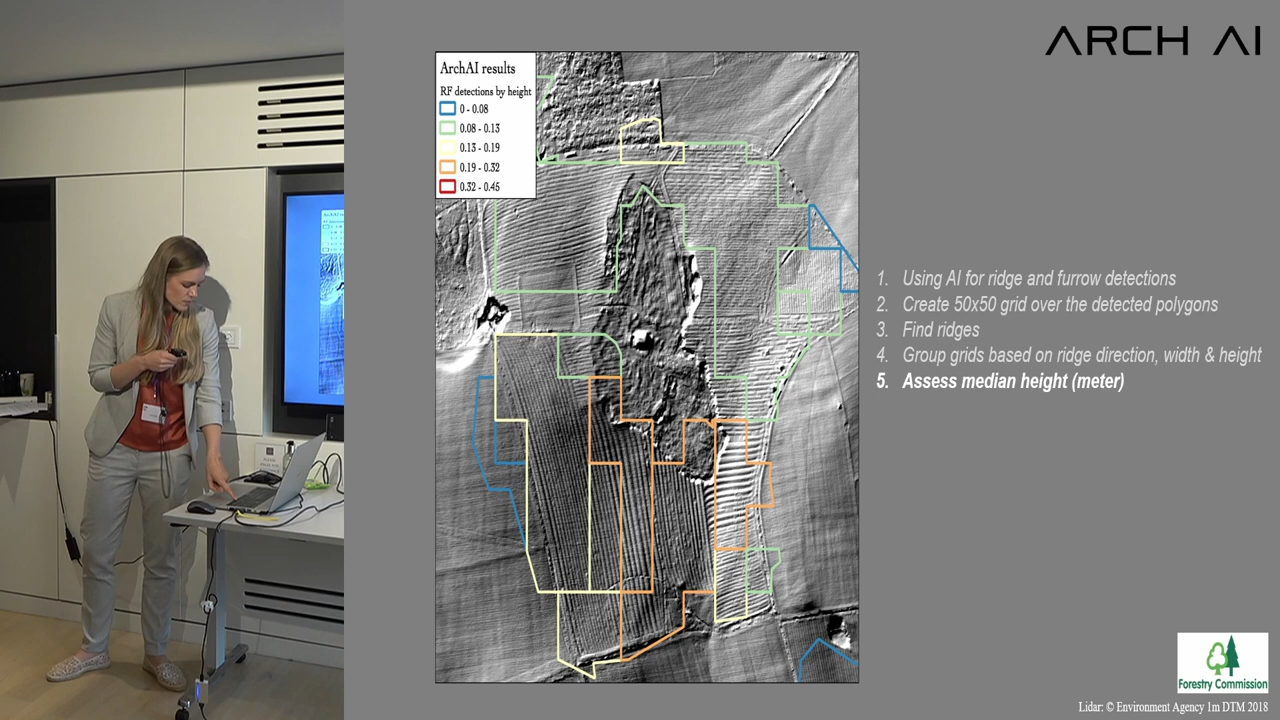 ARCH AI
ArchAI results
RF detections by height
0 - 0.08
0.08 - 0.13
0.13 - 0.19
0.19 - 0.32
0.32 - 0.45
1. Using AI for ridge and furrow detections
2. Create 50x50 grid over the detected polygons
3. Find ridges
4. Group grids based on ridge direction, width & height
5. Assess median height (meter)
Forestry Commission
Lidar: © Environment Agency 1m DTM 2018